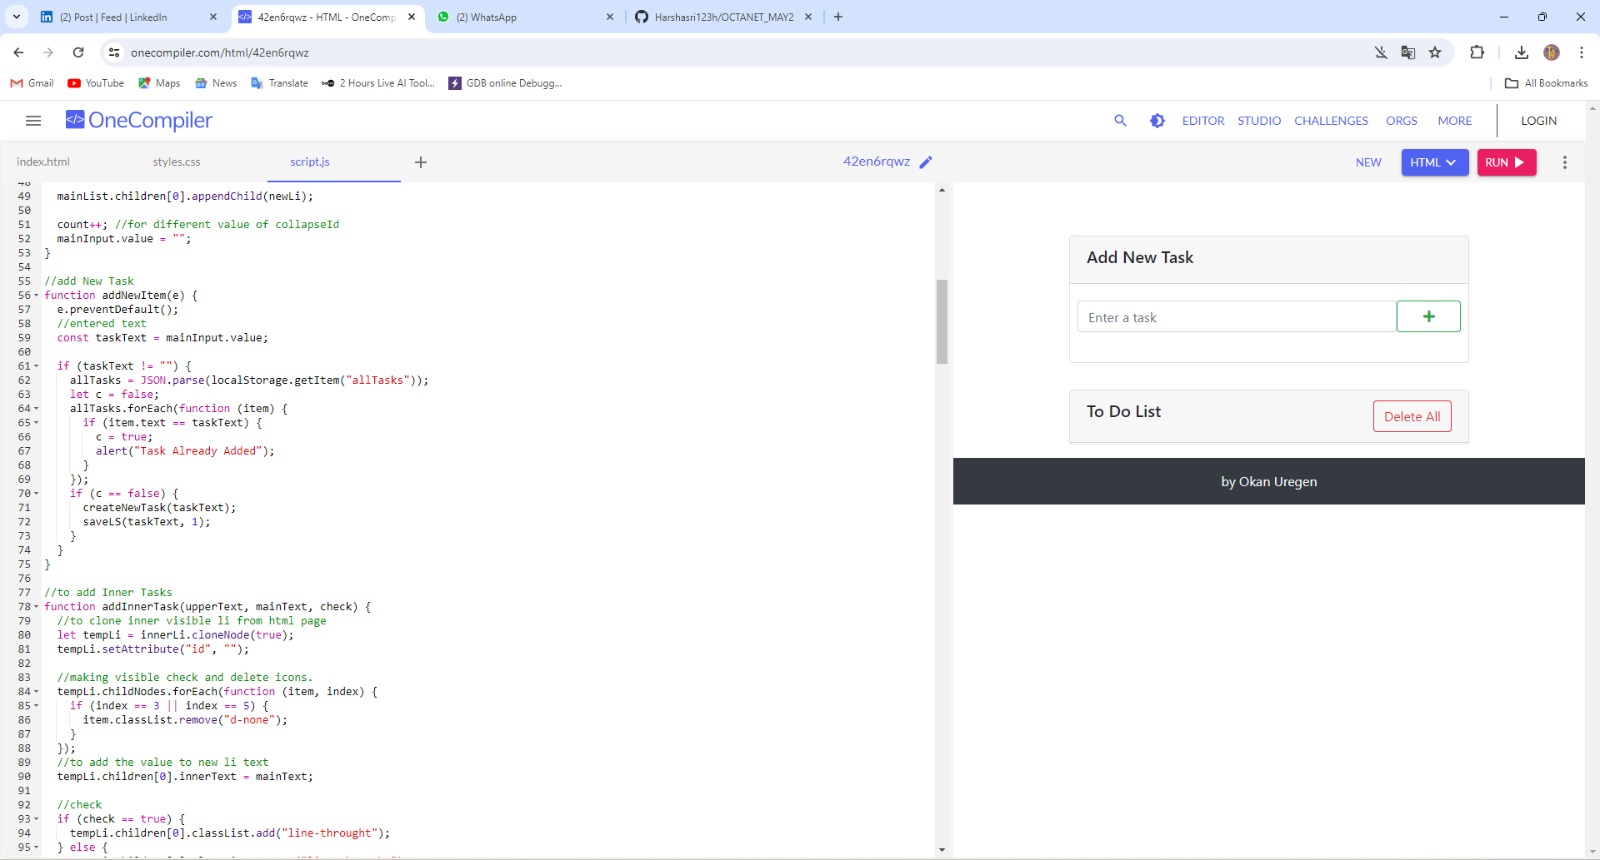 (2) Post | Feed | LinkedIn
42en6rqwz - HTML - OneComp
(2) WhatsApp
Harshasri123h/OCTANET_MAY2
onecompiler.com/html/42en6rqwz
Gmail YouTube Maps News Translate 2 Hours Live AI Tool... GDB online Debugg... All Bookmarks
OneCompiler
EDITOR STUDIO CHALLENGES ORGS MORE LOGIN
index.html styles.css script.js + 42en6rqwz NEW HTML RUN
48
49 mainList.children[0].appendChild(newLi);
50
51 count++; //for different value of collapseId
52 mainInput.value = "";
53 }
54
55 //add New Task
56 function addNewItem(e) {
57 e.preventDefault();
58 //entered text
59 const taskText = mainInput.value;
60
61 if (taskText != "") {
62 allTasks = JSON.parse(localStorage.getItem("allTasks"));
63 let c = false;
64 allTasks.forEach(function (item) {
65 if (item.text == taskText) {
66 c = true;
67 alert("Task Already Added");
68 }
69 });
70 if (c == false) {
71 createNewTask(taskText);
72 saveLS(taskText, 1);
73 }
74 }
75 }
76
77 //to add Inner Tasks
78 function addInnerTask(upperText, mainText, check) {
79 //to clone inner visible li from html page
80 let tempLi = innerLi.cloneNode(true);
81 tempLi.setAttribute("id", "");
82
83 //making visible check and delete icons.
84 tempLi.childNodes.forEach(function (item, index) {
85 if (index == 3 || index == 5) {
86 item.classList.remove("d-none");
87 }
88 });
89 //to add the value to new li text
90 tempLi.children[0].innerText = mainText;
91
92 //check
93 if (check == true) {
94 tempLi.children[0].classList.add("line-throught");
95 } else {
Add New Task
Enter a task +
To Do List Delete All
by Okan Uregen